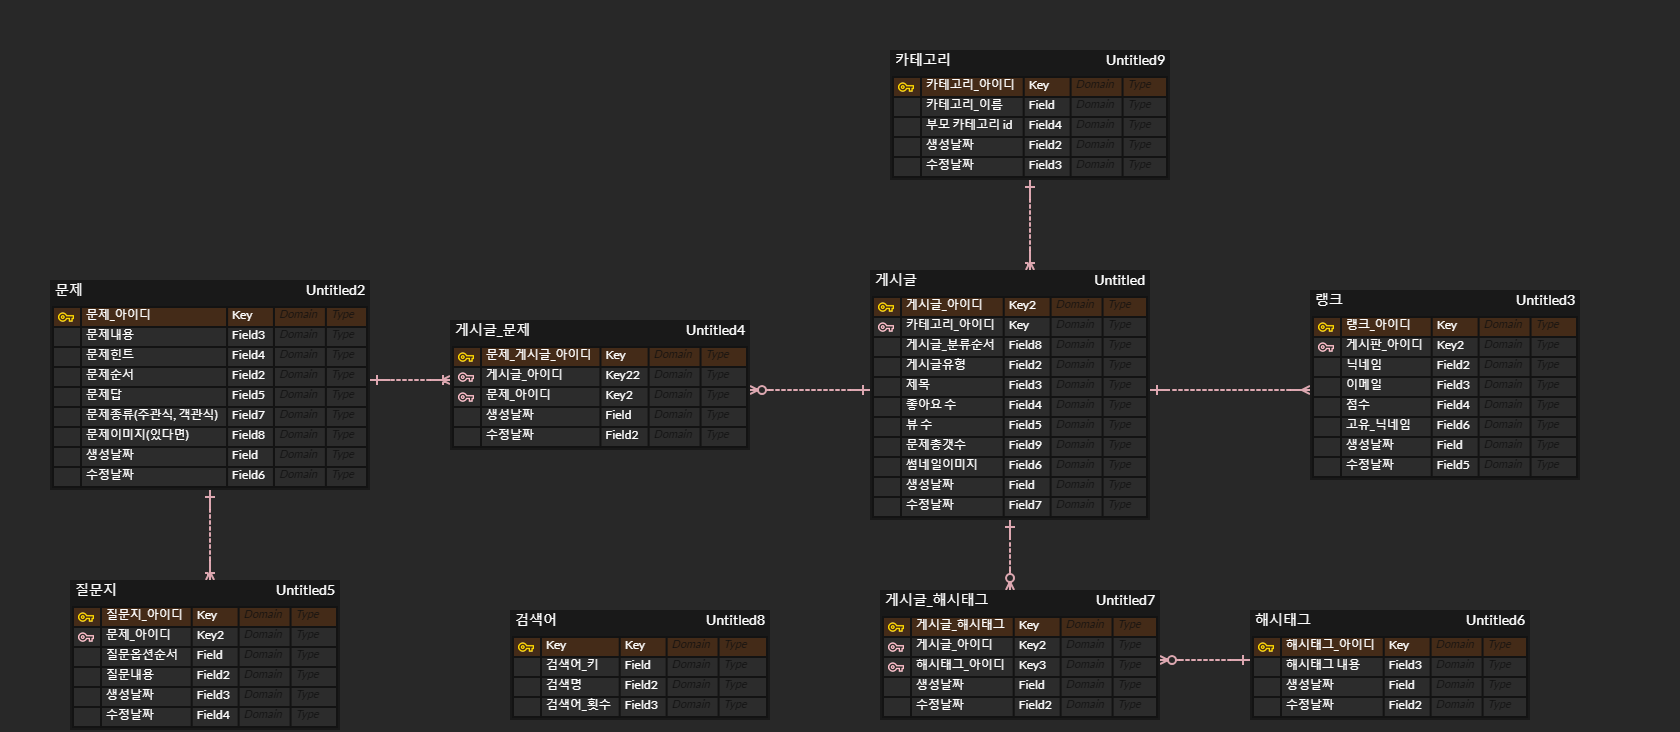 카테고리 Untitled9
카테고리_아이디 Key Domain Type
카테고리_이름 Field Domain Type
부모 카테고리 id Field4 Domain Type
생성날짜 Field2 Domain Type
수정날짜 Field3 Domain Type
문제 Untitled2
문제_아이디 Key Domain Type
문제내용 Field3 Domain Type
문제힌트 Field4 Domain Type
문제순서 Field2 Domain Type
문제답 Field5 Domain Type
문제종류(주관식, 객관식) Field7 Domain Type
문제이미지(있다면) Field8 Domain Type
생성날짜 Field Domain Type
수정날짜 Field6 Domain Type
게시글_문제 Untitled4
문제_게시글_아이디 Key Domain Type
게시글_아이디 Key22 Domain Type
문제_아이디 Key2 Domain Type
생성날짜 Field Domain Type
수정날짜 Field2 Domain Type
게시글 Untitled
게시글_아이디 Key2 Domain Type
카테고리_아이디 Key Domain Type
게시글_분류순서 Field8 Domain Type
게시글유형 Field2 Domain Type
제목 Field3 Domain Type
좋아요 수 Field4 Domain Type
뷰 수 Field5 Domain Type
문제총갯수 Field9 Domain Type
썸네일이미지 Field6 Domain Type
생성날짜 Field Domain Type
수정날짜 Field7 Domain Type
랭크 Untitled3
랭크_아이디 Key Domain Type
게시판_아이디 Key2 Domain Type
닉네임 Field2 Domain Type
이메일 Field3 Domain Type
점수 Field4 Domain Type
고유_닉네임 Field6 Domain Type
생성날짜 Field Domain Type
수정날짜 Field5 Domain Type
질문지 Untitled5
질문지_아이디 Key Domain Type
문제_아이디 Key2 Domain Type
질문옵션순서 Field Domain Type
질문내용 Field2 Domain Type
생성날짜 Field3 Domain Type
수정날짜 Field4 Domain Type
검색어 Untitled8
Key Key Domain Type
검색어_키 Field Domain Type
검색명 Field2 Domain Type
검색어_횟수 Field3 Domain Type
게시글_해시태그 Untitled7
게시글_해시태그 Key Domain Type
게시글_아이디 Key2 Domain Type
해시태그_아이디 Key3 Domain Type
생성날짜 Field Domain Type
수정날짜 Field2 Domain Type
해시태그 Untitled6
해시태그_아이디 Key Domain Type
해시태그 내용 Field3 Domain Type
생성날짜 Field Domain Type
수정날짜 Field2 Domain Type